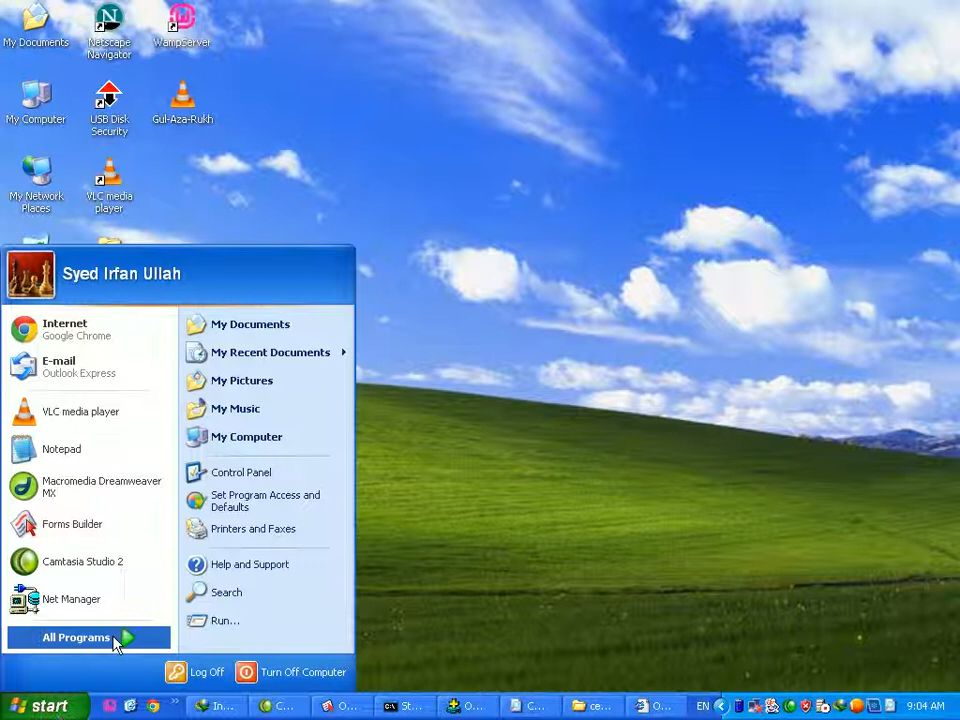 My Documents
Netscape
Navigator
WampServer
My Computer
USB Disk
Security
Gul-Aza-Rukh
My Network
Places
VLC media
player
Syed Irfan Ullah
Internet
Google Chrome
E-mail
Outlook Express
VLC media player
Notepad
Macromedia Dreamweaver
MX
Forms Builder
Camtasia Studio 2
Net Manager
All Programs
My Documents
My Recent Documents
My Pictures
My Music
My Computer
Control Panel
Set Program Access and
Defaults
Printers and Faxes
Help and Support
Search
Run...
Log Off
Turn Off Computer
start
In...
C...
O...
St...
O...
C...
ce...
O...
EN
9:04 AM